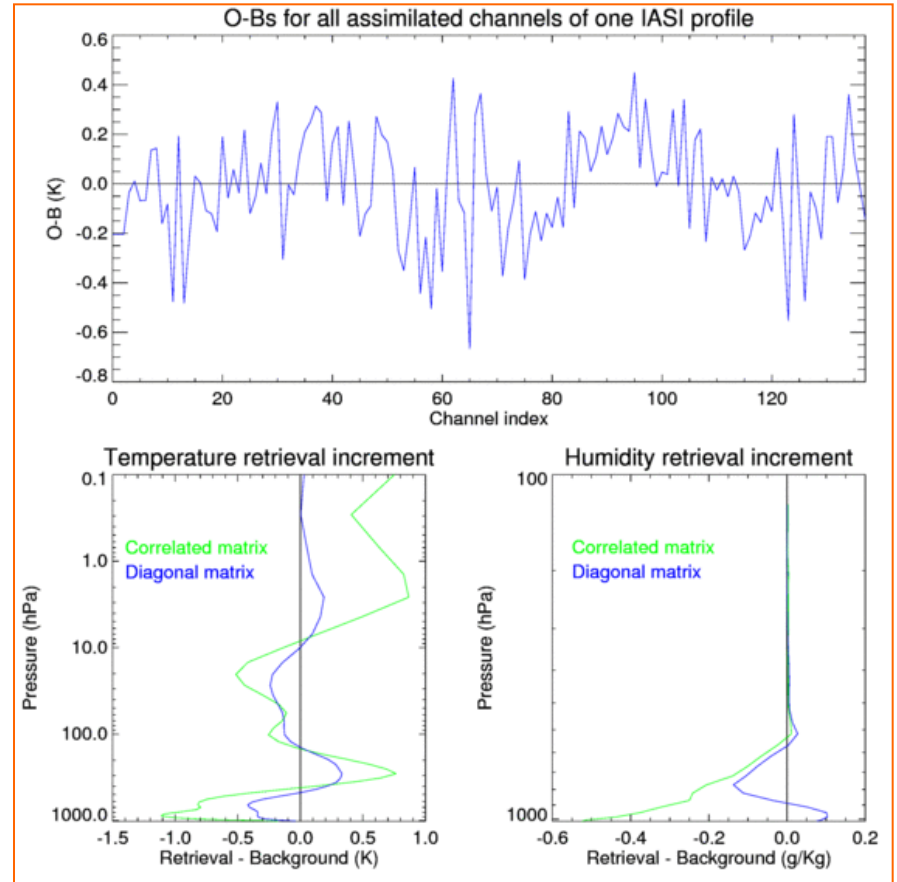 O-Bs for all assimilated channels of one IASI profile
0.6
0.4
0.2
0.0
-0.2
-0.4
-0.6
-0.8
O-B (K)
0 20 40 60 80 100 120
Channel index
Temperature retrieval increment
0.1
1.0
10.0
100.0
1000.0
Pressure (hPa)
Correlated matrix
Diagonal matrix
-1.5 -1.0 -0.5 0.0 0.5 1.0
Retrieval - Background (K)
Humidity retrieval increment
100
1000
Pressure (hPa)
Correlated matrix
Diagonal matrix
-0.6 -0.4 -0.2 0.0 0.2
Retrieval - Background (g/Kg)